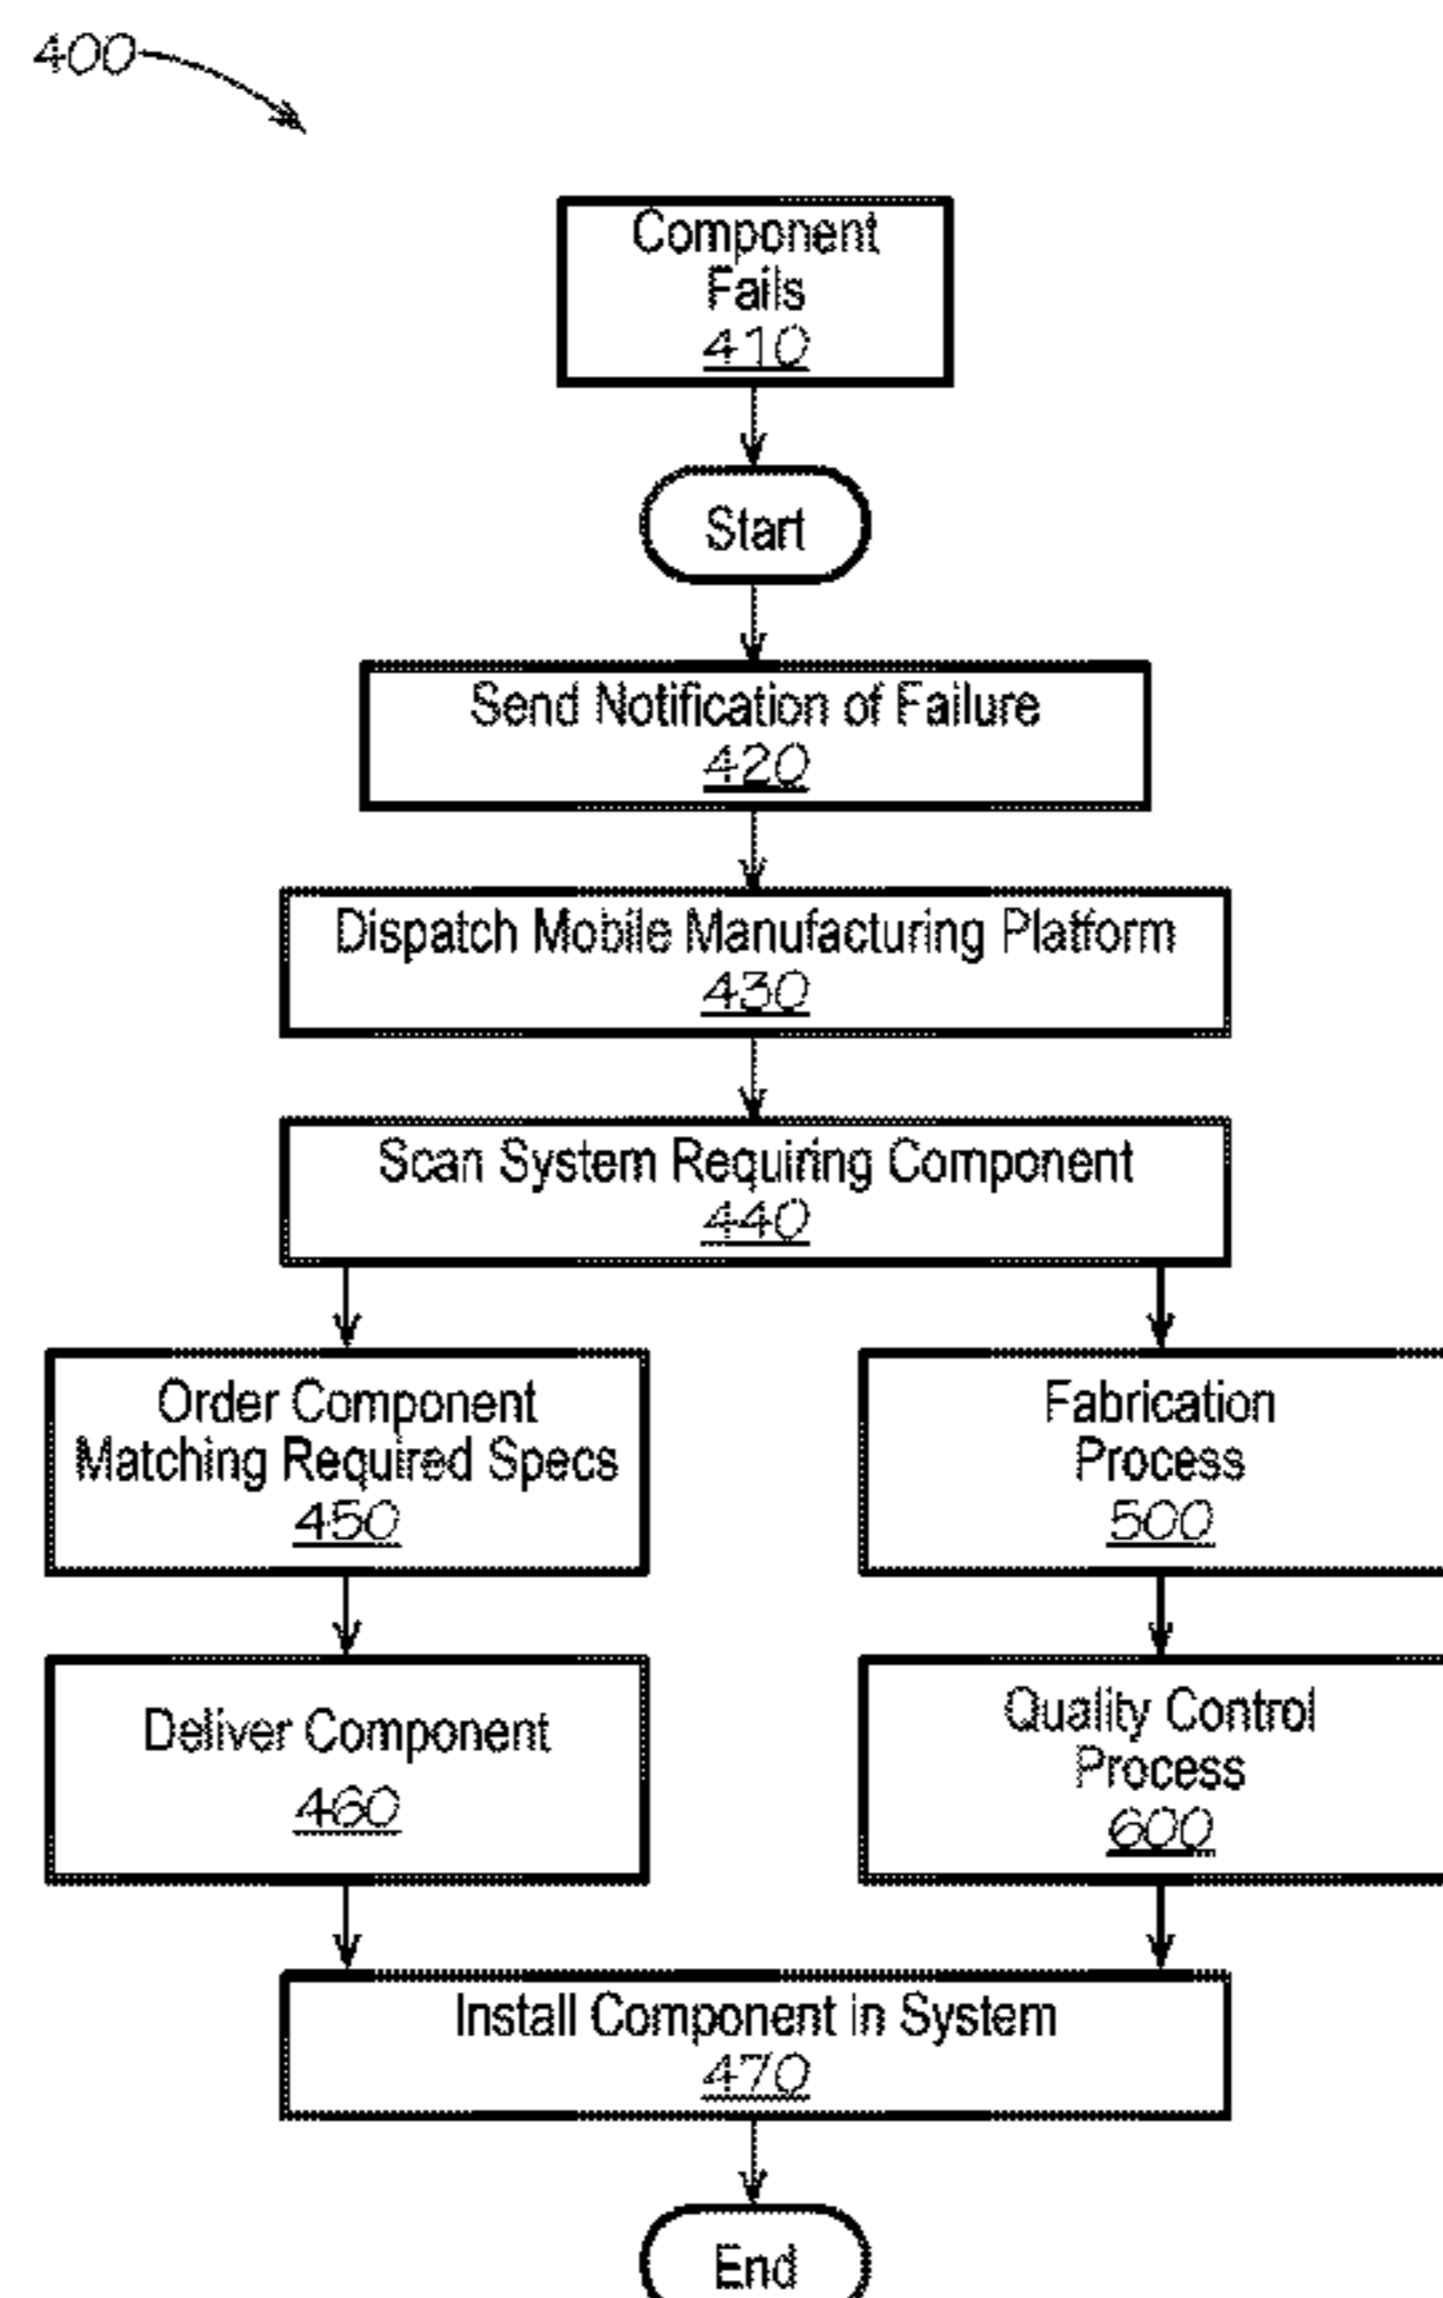 400
Component
Fails
410
Start
Send Notification of Failure
420
Dispatch Mobile Manufacturing Platform
430
Scan System Requiring Component
440
Order Component
Matching Required Specs
450
Fabrication
Process
500
Deliver Component
460
Quality Control
Process
600
Install Component in System
470
End